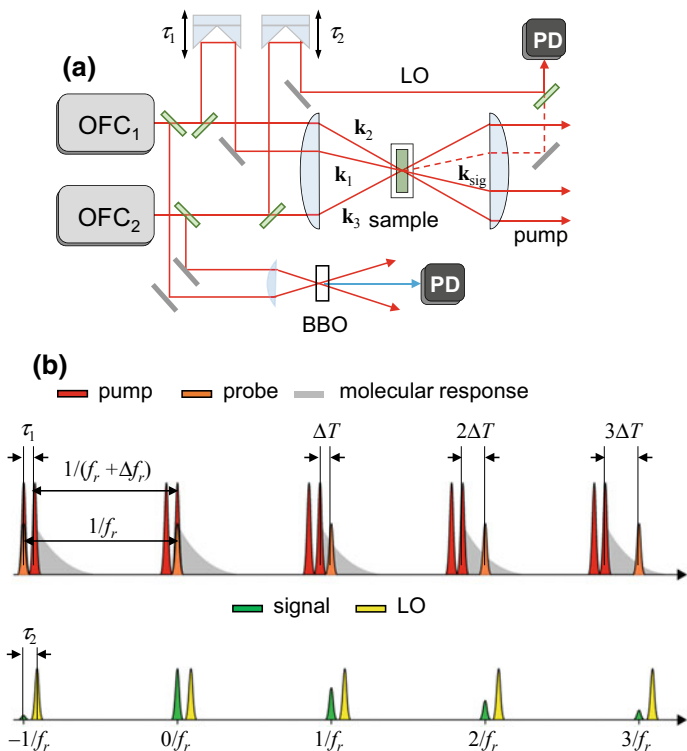 τ₁
τ₂
PD
(a)
LO
OFC₁
k₂
k₁
k_sig
OFC₂
k₃
sample
pump
PD
BBO
(b)
pump probe molecular response
τ₁ ΔT 2ΔT 3ΔT
1/(fᵣ + Δfᵣ)
1/fᵣ
signal LO
τ₂
−1/fᵣ 0/fᵣ 1/fᵣ 2/fᵣ 3/fᵣ